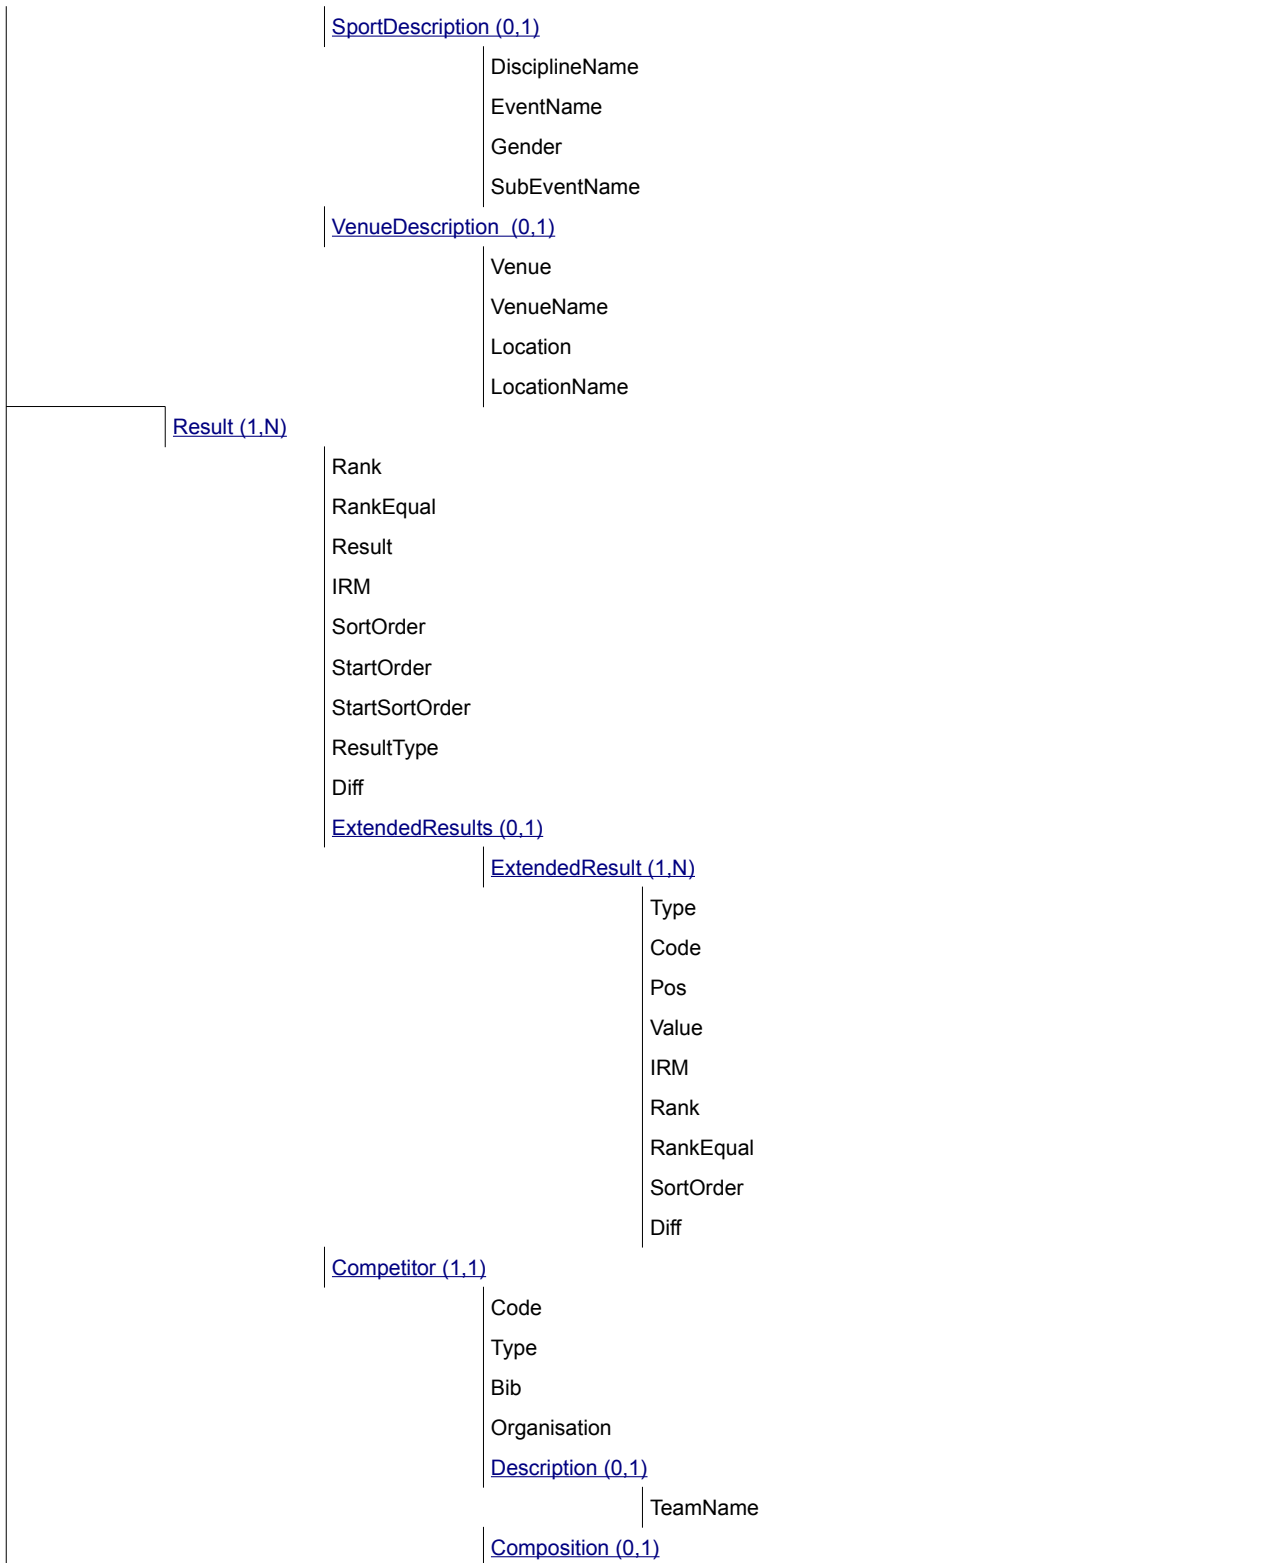 SportDescription (0,1)
DisciplineName
EventName
Gender
SubEventName
VenueDescription  (0,1)
Venue
VenueName
Location
LocationName
Result (1,N)
Rank
RankEqual
Result
IRM
SortOrder
StartOrder
StartSortOrder
ResultType
Diff
ExtendedResults (0,1)
ExtendedResult (1,N)
Type
Code
Pos
Value
IRM
Rank
RankEqual
SortOrder
Diff
Competitor (1,1)
Code
Type
Bib
Organisation
Description (0,1)
TeamName
Composition (0,1)